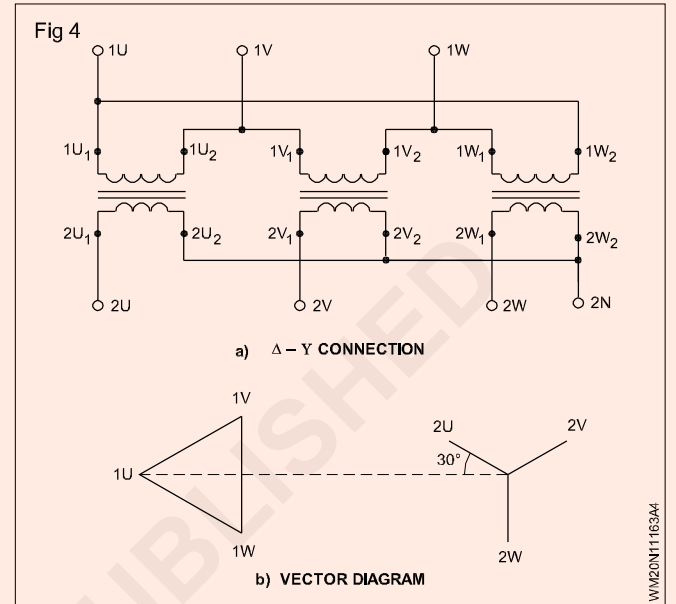 Fig 4
1U 1V 1W
1U₁ 1U₂ 1V₁ 1V₂ 1W₁ 1W₂
2U₁ 2U₂ 2V₁ 2V₂ 2W₁ 2W₂
2U 2V 2W 2N
a) Δ – Y CONNECTION
1V
2U 2V
30°
1U
1W
2W
b) VECTOR DIAGRAM
WM20N11163A4
UBLISHED